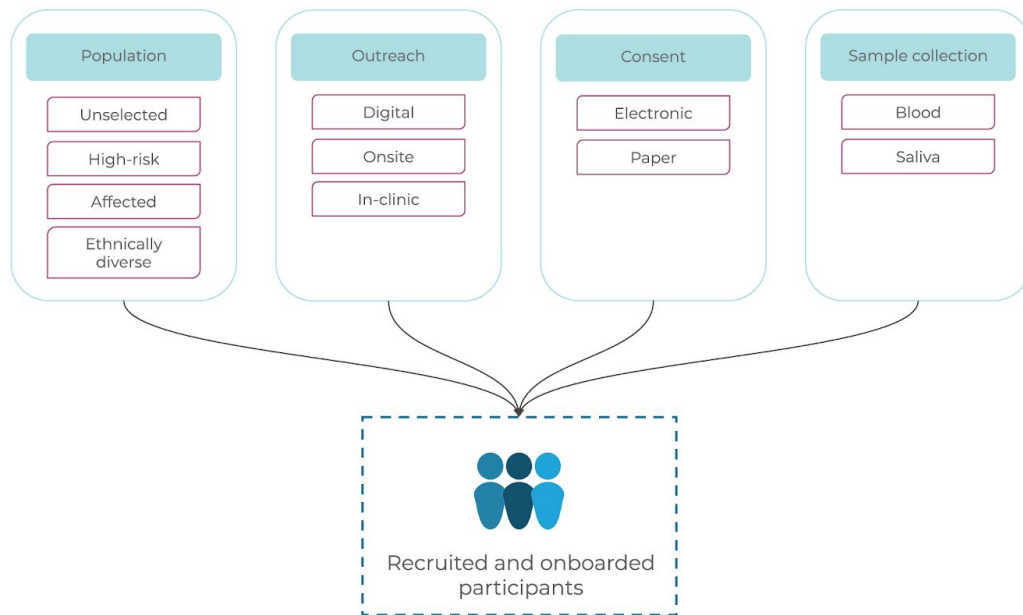 Population
Unselected
High-risk
Affected
Ethnically
diverse
Outreach
Digital
Onsite
In-clinic
Consent
Electronic
Paper
Sample collection
Blood
Saliva
Recruited and onboarded
participants